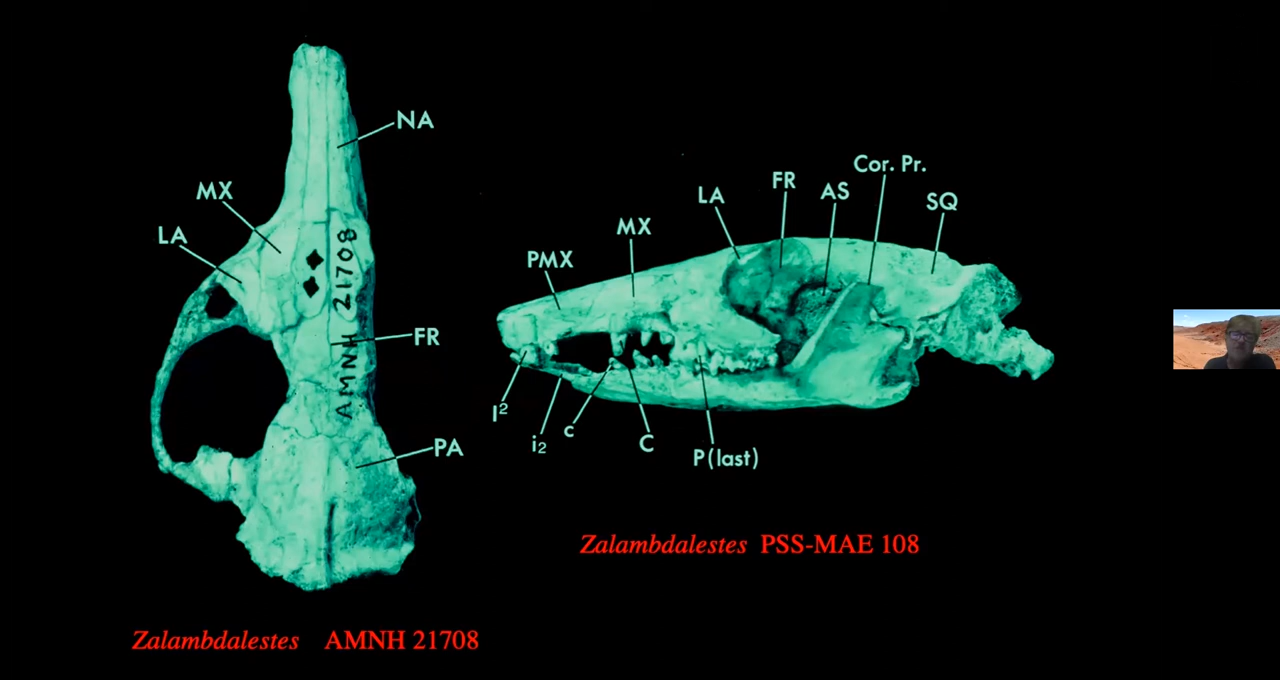 NA
MX
LA
AMNH 21708
FR
PA
Zalambdalestes AMNH 21708
Cor. Pr.
FR
AS
LA
SQ
MX
PMX
I²
i₂
c
C
P(last)
Zalambdalestes PSS-MAE 108